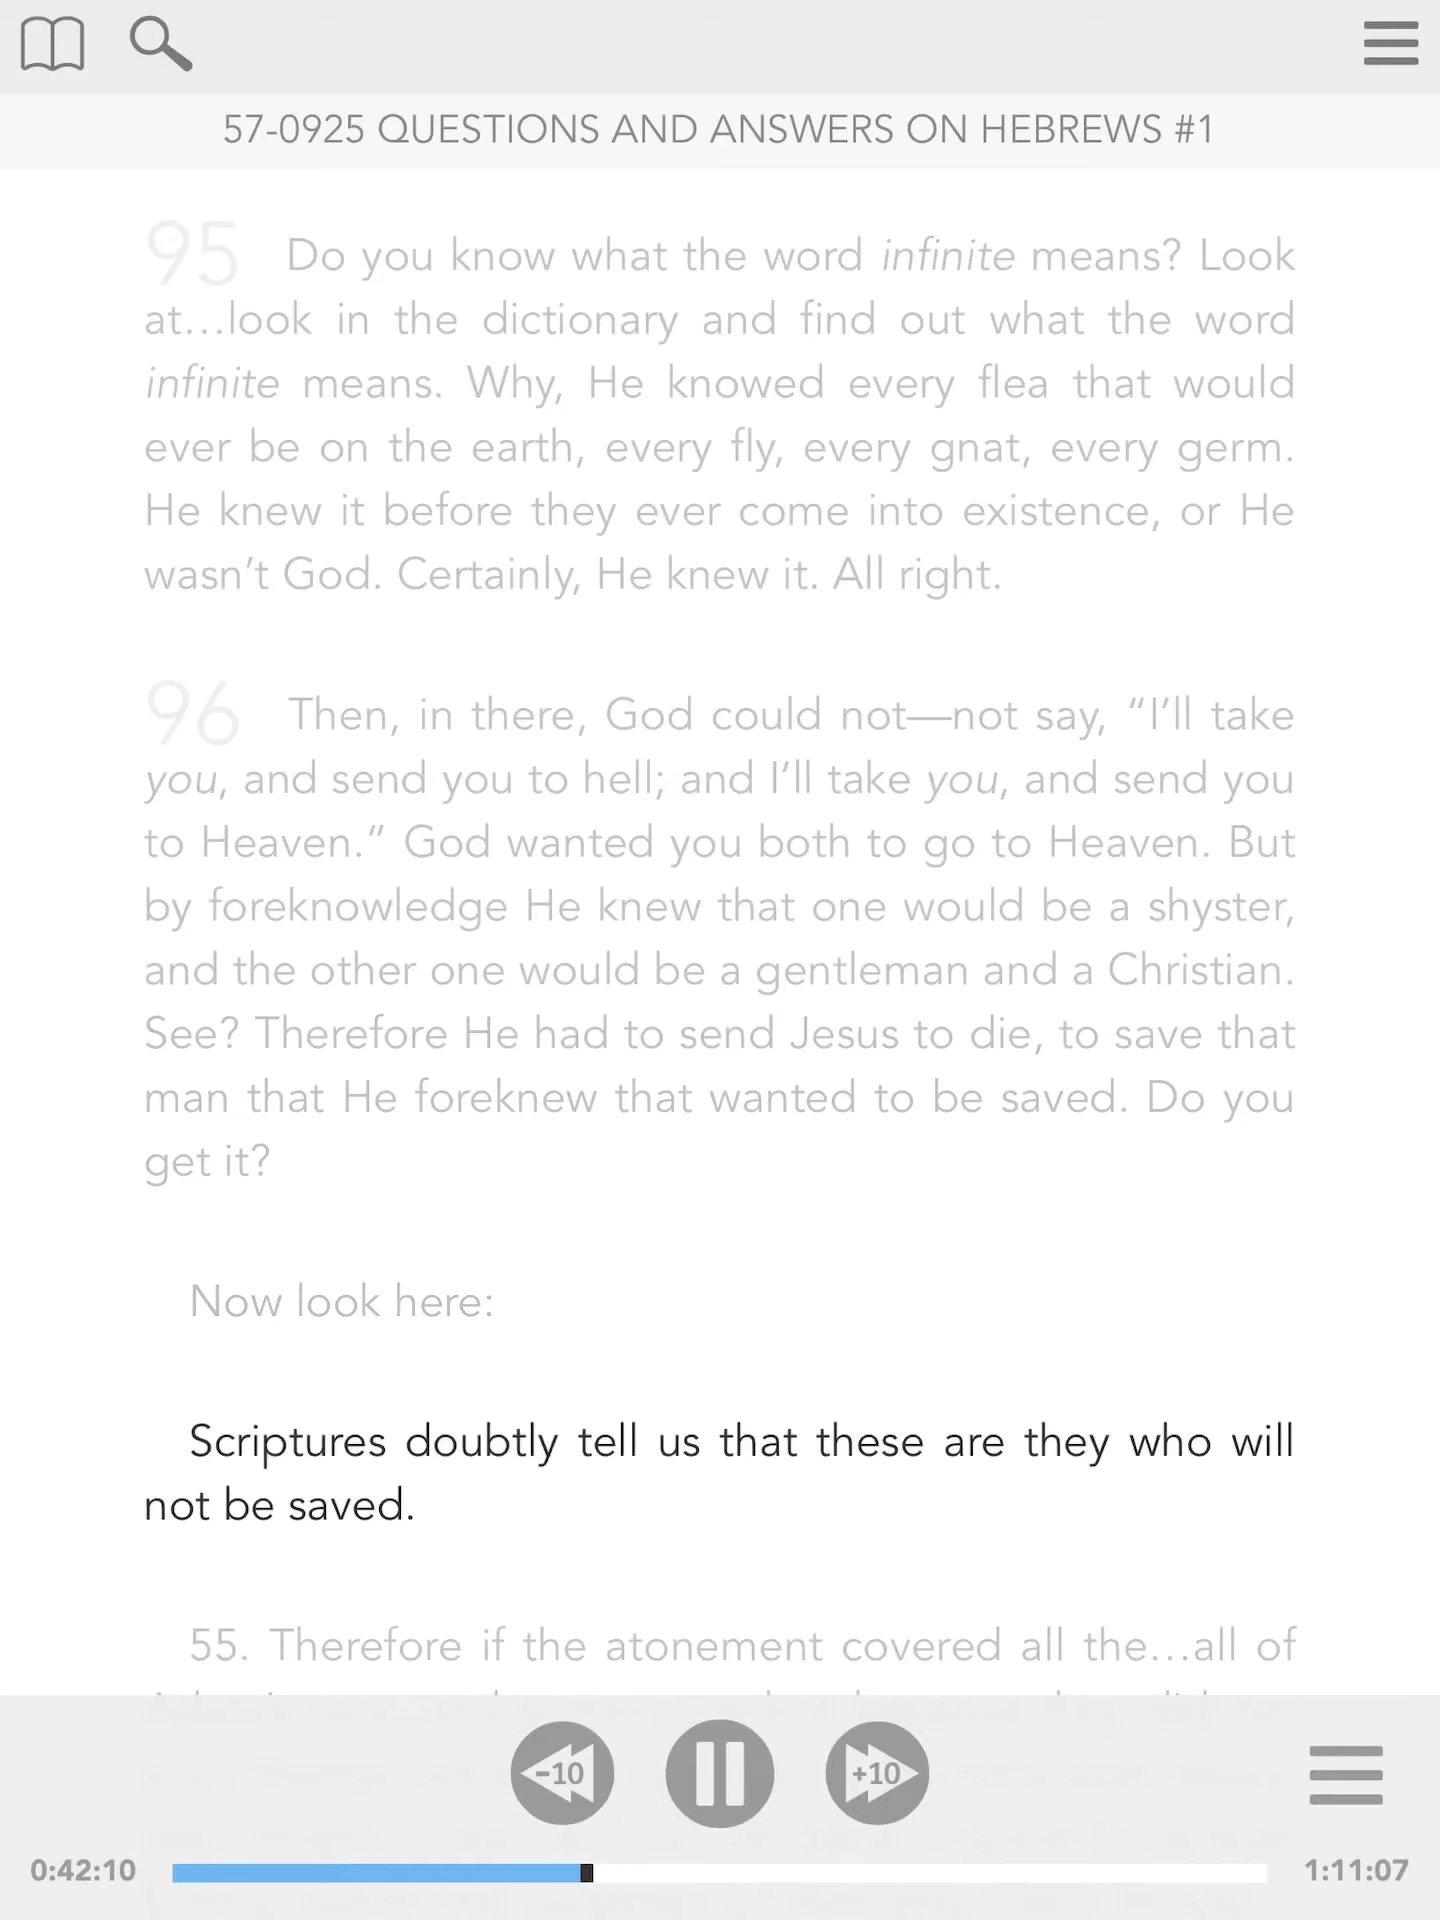 57-0925 QUESTIONS AND ANSWERS ON HEBREWS #1
95 Do you know what the word infinite means? Look
at…look in the dictionary and find out what the word
infinite means. Why, He knowed every flea that would
ever be on the earth, every fly, every gnat, every germ.
He knew it before they ever come into existence, or He
wasn’t God. Certainly, He knew it. All right.
96 Then, in there, God could not—not say, “I’ll take
you, and send you to hell; and I’ll take you, and send you
to Heaven.” God wanted you both to go to Heaven. But
by foreknowledge He knew that one would be a shyster,
and the other one would be a gentleman and a Christian.
See? Therefore He had to send Jesus to die, to save that
man that He foreknew that wanted to be saved. Do you
get it?
Now look here:
Scriptures doubtly tell us that these are they who will
not be saved.
55. Therefore if the atonement covered all the…all of
-10 +10
0:42:10 1:11:07